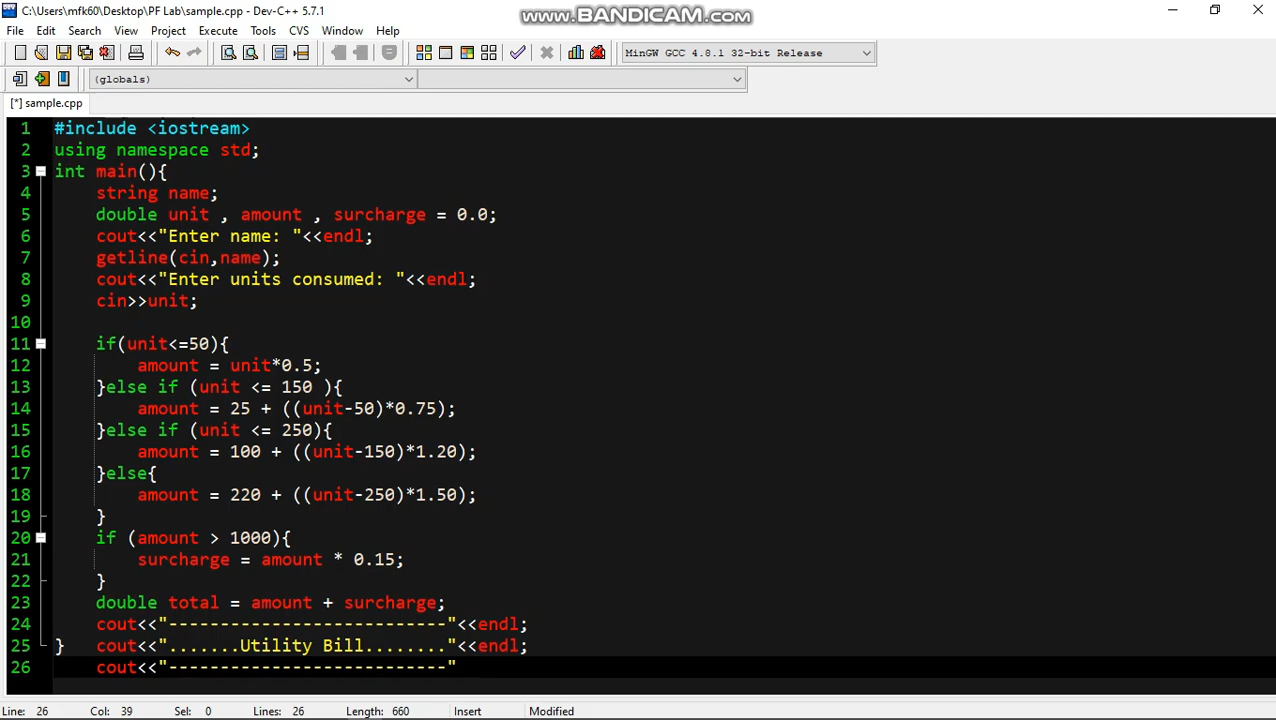 C:\Users\mfk60\Desktop\PF Lab\sample.cpp - Dev-C++ 5.7.1
www.BANDICAM.com
File Edit Search View Project Execute Tools CVS Window Help
MinGW GCC 4.8.1 32-bit Release
(globals)
[*] sample.cpp
1 #include <iostream>
2 using namespace std;
3 int main(){
4 string name;
5 double unit , amount , surcharge = 0.0;
6 cout<<"Enter name: "<<endl;
7 getline(cin,name);
8 cout<<"Enter units consumed: "<<endl;
9 cin>>unit;
10
11 if(unit<=50){
12 amount = unit*0.5;
13 }else if (unit <= 150 ){
14 amount = 25 + ((unit-50)*0.75);
15 }else if (unit <= 250){
16 amount = 100 + ((unit-150)*1.20);
17 }else{
18 amount = 220 + ((unit-250)*1.50);
19 }
20 if (amount > 1000){
21 surcharge = amount * 0.15;
22 }
23 double total = amount + surcharge;
24 cout<<"---------------------------"<<endl;
25 } cout<<".......Utility Bill........"<<endl;
26 cout<<"---------------------------"
Line: 26 Col: 39 Sel: 0 Lines: 26 Length: 660 Insert Modified